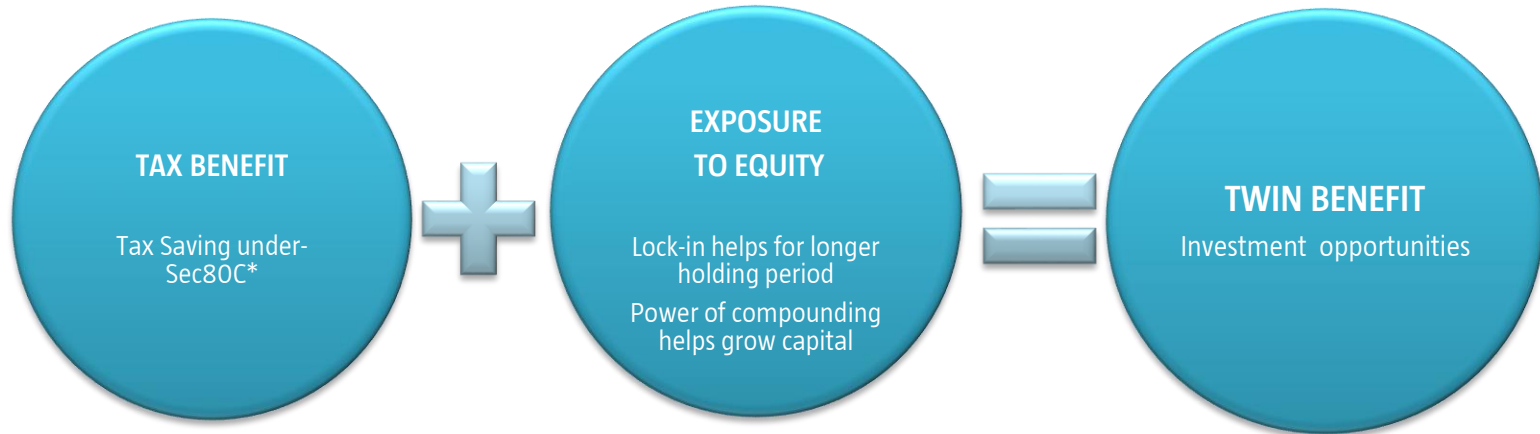 TAX BENEFIT
Tax Saving under-
Sec80C*
EXPOSURE
TO EQUITY
Lock-in helps for longer
holding period
Power of compounding
helps grow capital
TWIN BENEFIT
Investment opportunities